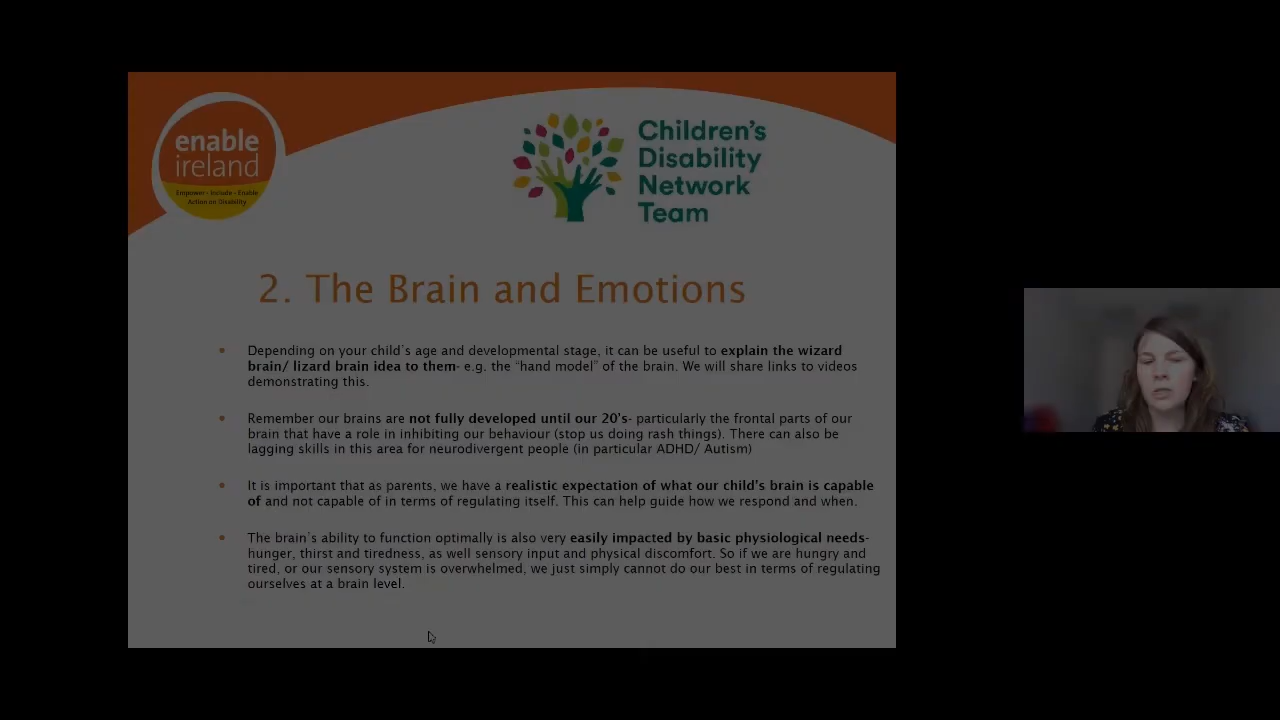 enable
ireland
Empower · Include · Enable
Action on Disability
Children's
Disability
Network
Team
2. The Brain and Emotions
Depending on your child's age and developmental stage, it can be useful to explain the wizard
brain/ lizard brain idea to them- e.g. the "hand model" of the brain. We will share links to videos
demonstrating this.
Remember our brains are not fully developed until our 20's- particularly the frontal parts of our
brain that have a role in inhibiting our behaviour (stop us doing rash things). There can also be
lagging skills in this area for neurodivergent people (in particular ADHD/ Autism)
It is important that as parents, we have a realistic expectation of what our child's brain is capable
of and not capable of in terms of regulating itself. This can help guide how we respond and when.
The brain's ability to function optimally is also very easily impacted by basic physiological needs-
hunger, thirst and tiredness, as well sensory input and physical discomfort. So if we are hungry and
tired, or our sensory system is overwhelmed, we just simply cannot do our best in terms of regulating
ourselves at a brain level.